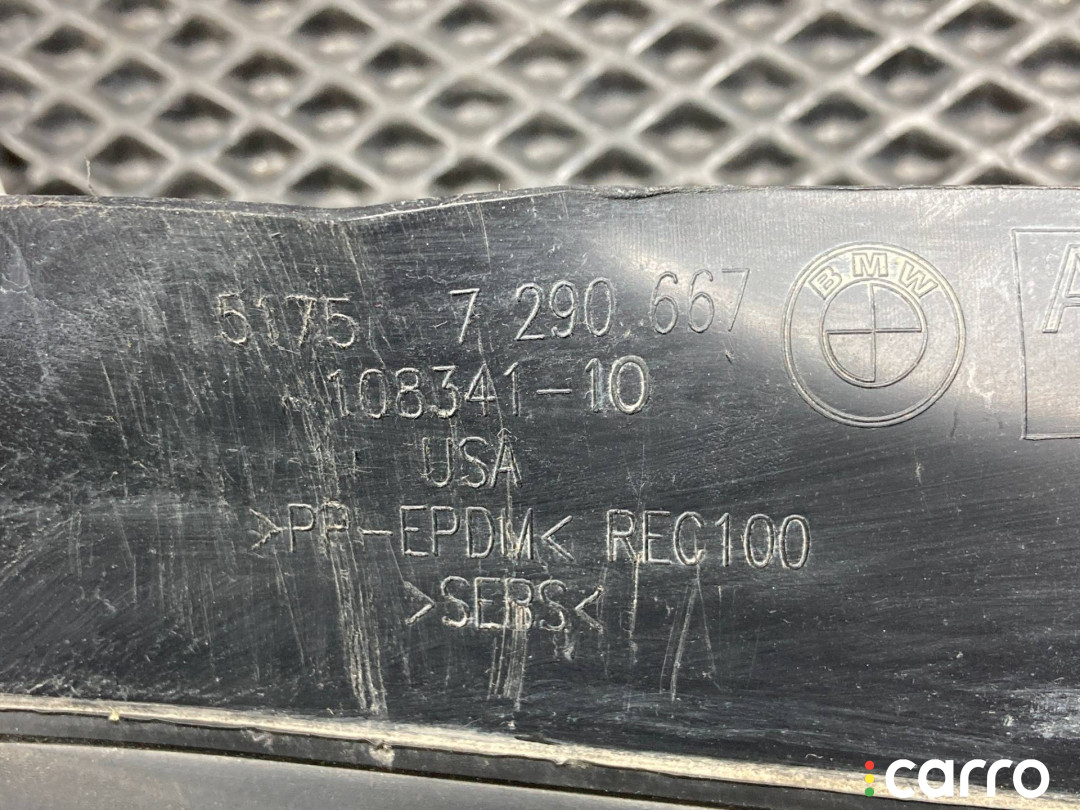 5175 7 290 667
BMW
A
108341-10
USA
>PP-EPDM< REC100
>SEBS<
carro